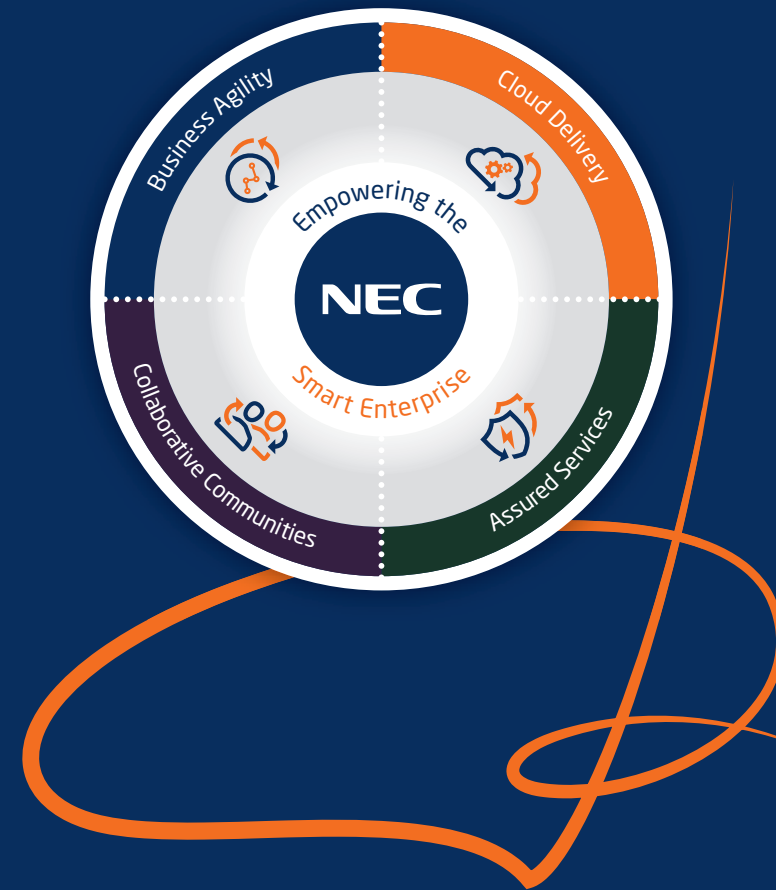 Business Agility
Cloud Delivery
Empowering the
NEC
Smart Enterprise
Collaborative Communities
Assured Services